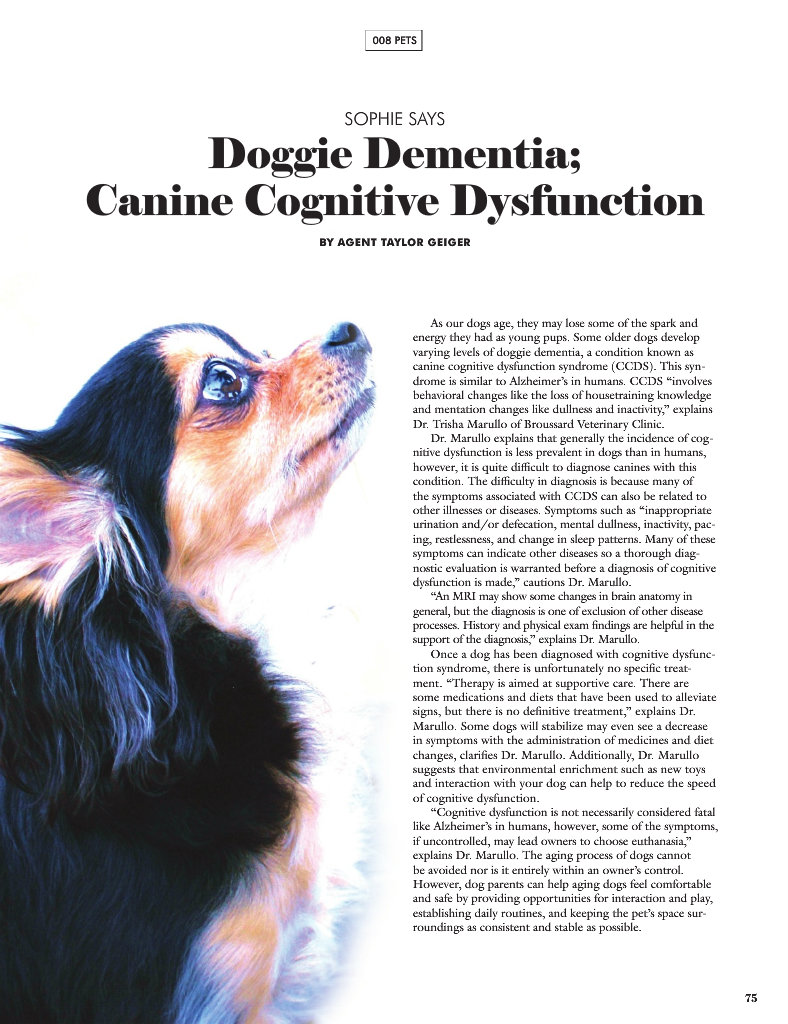 008 PETS
SOPHIE SAYS
Doggie Dementia;
Canine Cognitive Dysfunction
BY AGENT TAYLOR GEIGER
As our dogs age, they may lose some of the spark and
energy they had as young pups. Some older dogs develop
varying levels of doggie dementia, a condition known as
canine cognitive dysfunction syndrome (CCDS). This syn-
drome is similar to Alzheimer’s in humans. CCDS “involves
behavioral changes like the loss of housetraining knowledge
and mentation changes like dullness and inactivity,” explains
Dr. Trisha Marullo of Broussard Veterinary Clinic.
Dr. Marullo explains that generally the incidence of cog-
nitive dysfunction is less prevalent in dogs than in humans,
however, it is quite difficult to diagnose canines with this
condition. The difficulty in diagnosis is because many of
the symptoms associated with CCDS can also be related to
other illnesses or diseases. Symptoms such as “inappropriate
urination and/or defecation, mental dullness, inactivity, pac-
ing, restlessness, and change in sleep patterns. Many of these
symptoms can indicate other diseases so a thorough diag-
nostic evaluation is warranted before a diagnosis of cognitive
dysfunction is made,” cautions Dr. Marullo.
“An MRI may show some changes in brain anatomy in
general, but the diagnosis is one of exclusion of other disease
processes. History and physical exam findings are helpful in the
support of the diagnosis,” explains Dr. Marullo.
Once a dog has been diagnosed with cognitive dysfunc-
tion syndrome, there is unfortunately no specific treat-
ment. “Therapy is aimed at supportive care. There are
some medications and diets that have been used to alleviate
signs, but there is no definitive treatment,” explains Dr.
Marullo. Some dogs will stabilize may even see a decrease
in symptoms with the administration of medicines and diet
changes, clarifies Dr. Marullo. Additionally, Dr. Marullo
suggests that environmental enrichment such as new toys
and interaction with your dog can help to reduce the speed
of cognitive dysfunction.
“Cognitive dysfunction is not necessarily considered fatal
like Alzheimer’s in humans, however, some of the symptoms,
if uncontrolled, may lead owners to choose euthanasia,”
explains Dr. Marullo. The aging process of dogs cannot
be avoided nor is it entirely within an owner’s control.
However, dog parents can help aging dogs feel comfortable
and safe by providing opportunities for interaction and play,
establishing daily routines, and keeping the pet’s space sur-
roundings as consistent and stable as possible.
75